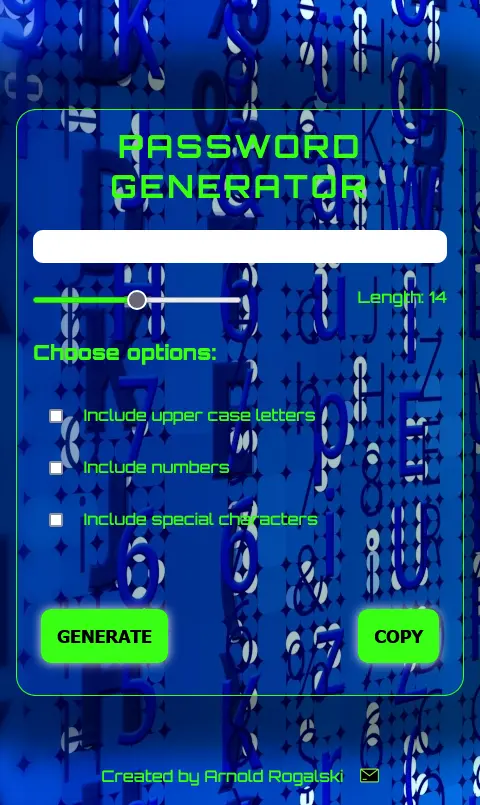 PASSWORD
GENERATOR
Length: 14
Choose options:
Include upper case letters
Include numbers
Include special characters
GENERATE
COPY
Created by Arnold Rogalski